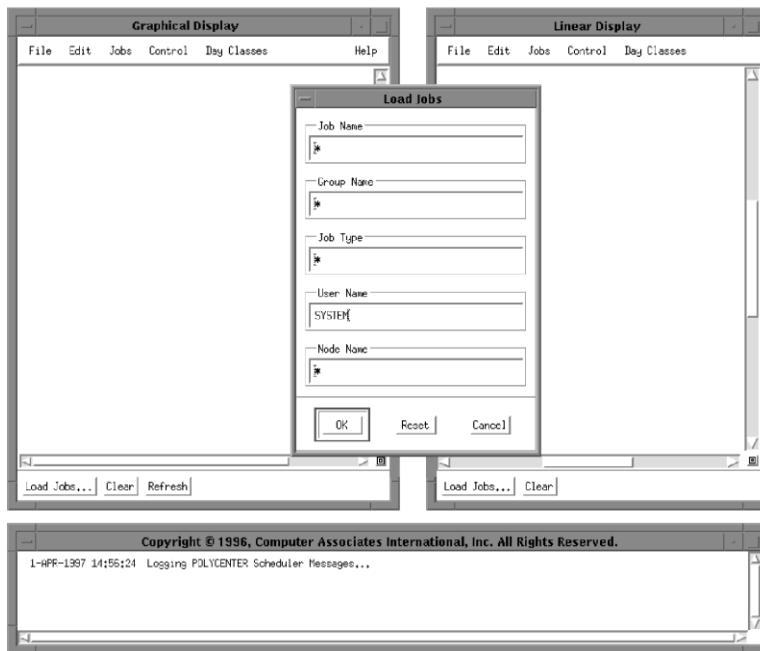 Graphical Display
File Edit Jobs Control Day Classes Help
Load Jobs... Clear Refresh
Linear Display
File Edit Jobs Control Day Classes
Load Jobs... Clear
Load Jobs
Job Name
*
Group Name
*
Job Type
*
User Name
SYSTEM
Node Name
*
OK Reset Cancel
Copyright © 1996, Computer Associates International, Inc. All Rights Reserved.
1-APR-1997 14:56:24 Logging POLYCENTER Scheduler Messages...